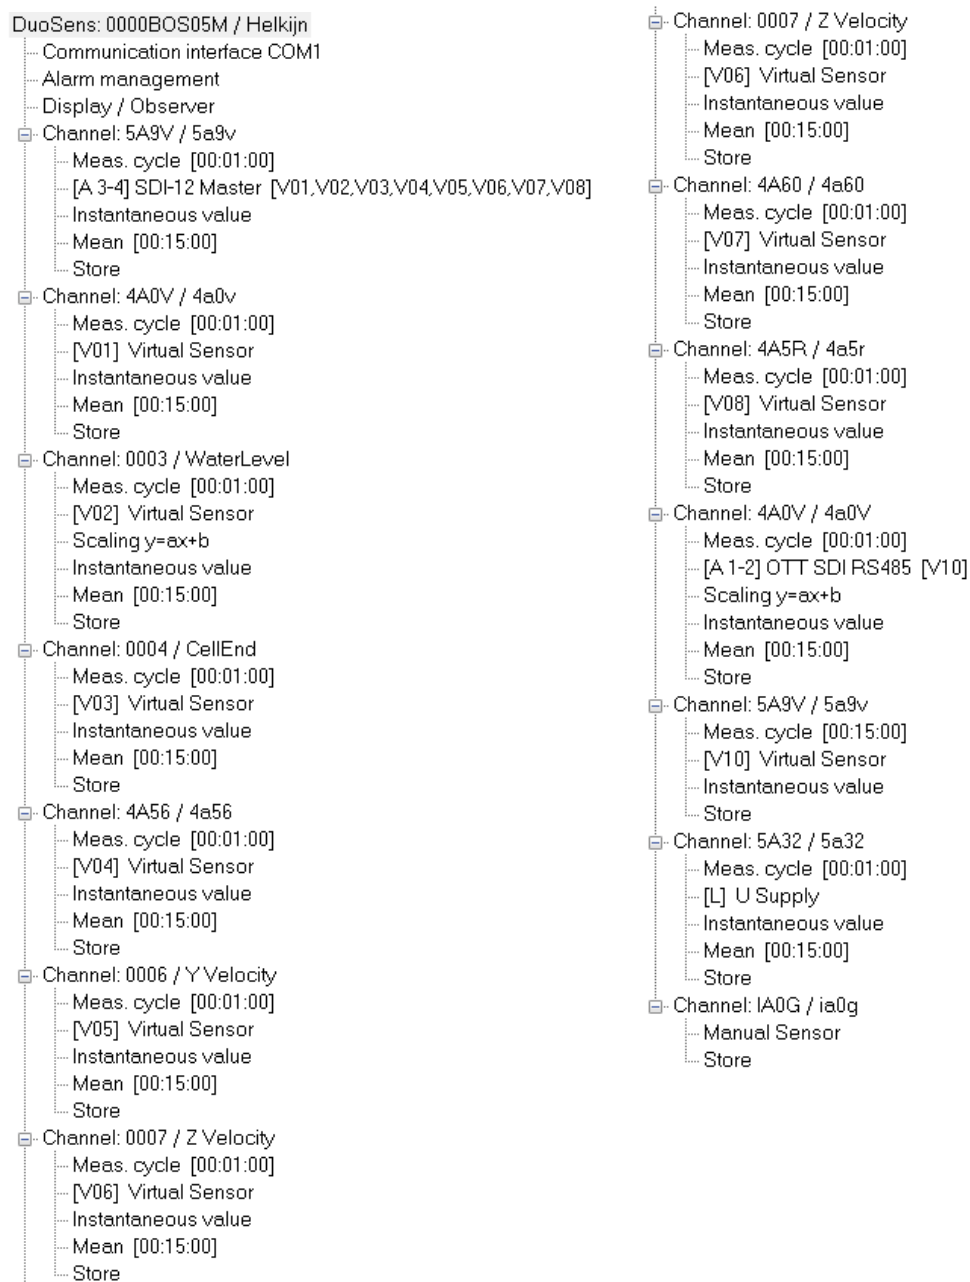 DuoSens: 0000BOS05M / Helkijn
Communication interface COM1
Alarm management
Display / Observer
Channel: 5A9V / 5a9v
Meas. cycle [00:01:00]
[A 3-4] SDI-12 Master [V01,V02,V03,V04,V05,V06,V07,V08]
Instantaneous value
Mean [00:15:00]
Store
Channel: 4A0V / 4a0v
Meas. cycle [00:01:00]
[V01] Virtual Sensor
Instantaneous value
Mean [00:15:00]
Store
Channel: 0003 / WaterLevel
Meas. cycle [00:01:00]
[V02] Virtual Sensor
Scaling y=ax+b
Instantaneous value
Mean [00:15:00]
Store
Channel: 0004 / CellEnd
Meas. cycle [00:01:00]
[V03] Virtual Sensor
Instantaneous value
Mean [00:15:00]
Store
Channel: 4A56 / 4a56
Meas. cycle [00:01:00]
[V04] Virtual Sensor
Instantaneous value
Mean [00:15:00]
Store
Channel: 0006 / Y Velocity
Meas. cycle [00:01:00]
[V05] Virtual Sensor
Instantaneous value
Mean [00:15:00]
Store
Channel: 0007 / Z Velocity
Meas. cycle [00:01:00]
[V06] Virtual Sensor
Instantaneous value
Mean [00:15:00]
Store
Channel: 0007 / Z Velocity
Meas. cycle [00:01:00]
[V06] Virtual Sensor
Instantaneous value
Mean [00:15:00]
Store
Channel: 4A60 / 4a60
Meas. cycle [00:01:00]
[V07] Virtual Sensor
Instantaneous value
Mean [00:15:00]
Store
Channel: 4A5R / 4a5r
Meas. cycle [00:01:00]
[V08] Virtual Sensor
Instantaneous value
Mean [00:15:00]
Store
Channel: 4A0V / 4a0V
Meas. cycle [00:01:00]
[A 1-2] OTT SDI RS485 [V10]
Scaling y=ax+b
Instantaneous value
Mean [00:15:00]
Store
Channel: 5A9V / 5a9v
Meas. cycle [00:15:00]
[V10] Virtual Sensor
Instantaneous value
Store
Channel: 5A32 / 5a32
Meas. cycle [00:01:00]
[L] U Supply
Instantaneous value
Mean [00:15:00]
Store
Channel: IA0G / ia0g
Manual Sensor
Store